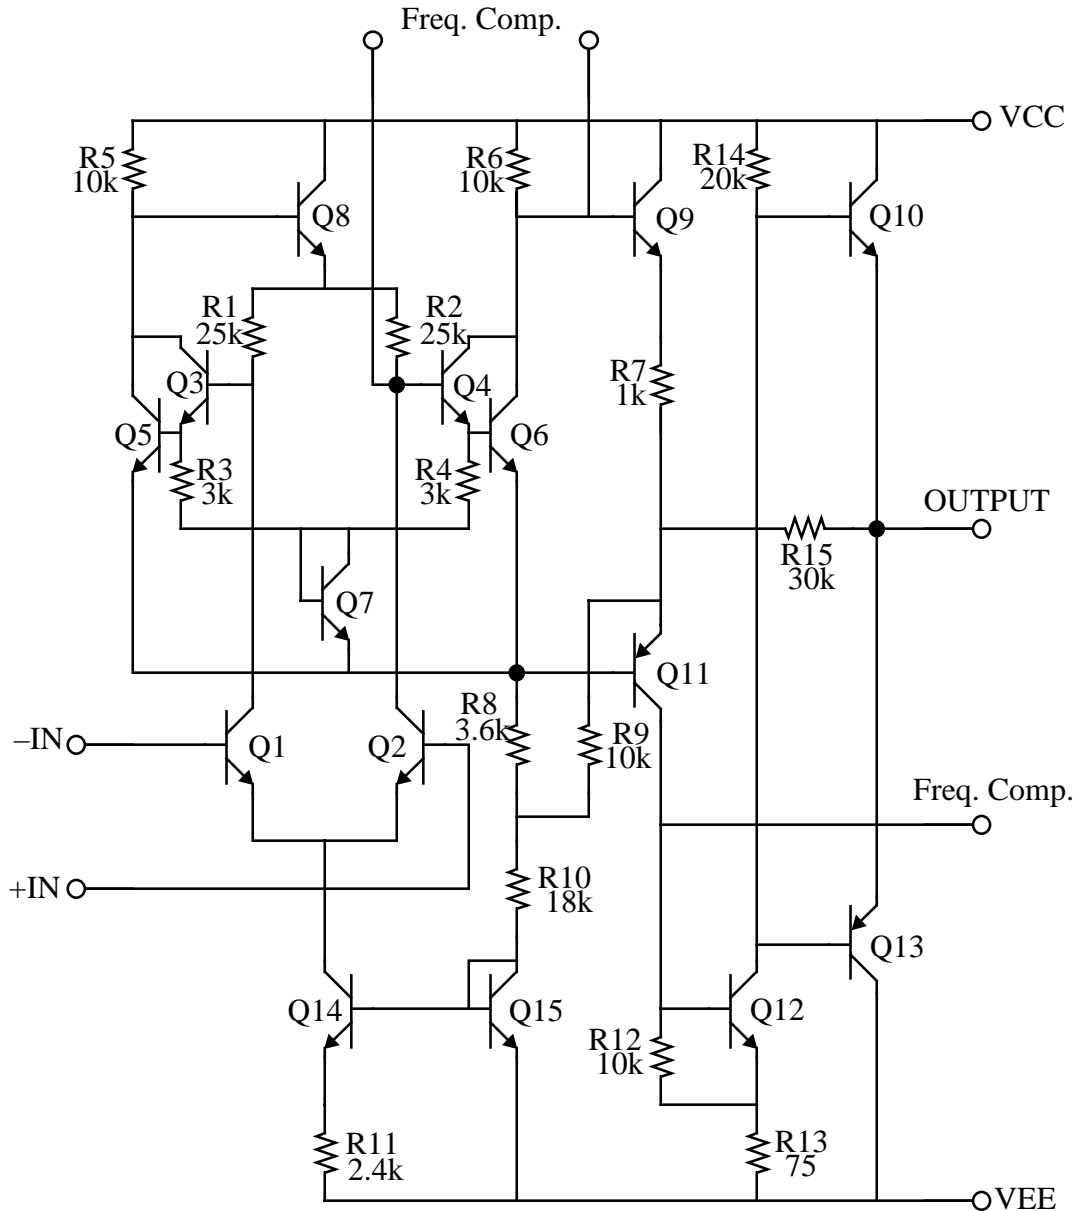 Freq. Comp.
VCC
R5
10k
R6
10k
R14
20k
Q8
Q9
Q10
R1
25k
R2
25k
R7
1k
Q3
Q4
Q5
Q6
R3
3k
R4
3k
OUTPUT
R15
30k
Q7
Q11
R8
3.6k
R9
10k
–IN
Q1
Q2
Freq. Comp.
+IN
R10
18k
Q13
Q14
Q15
Q12
R12
10k
R11
2.4k
R13
75
VEE